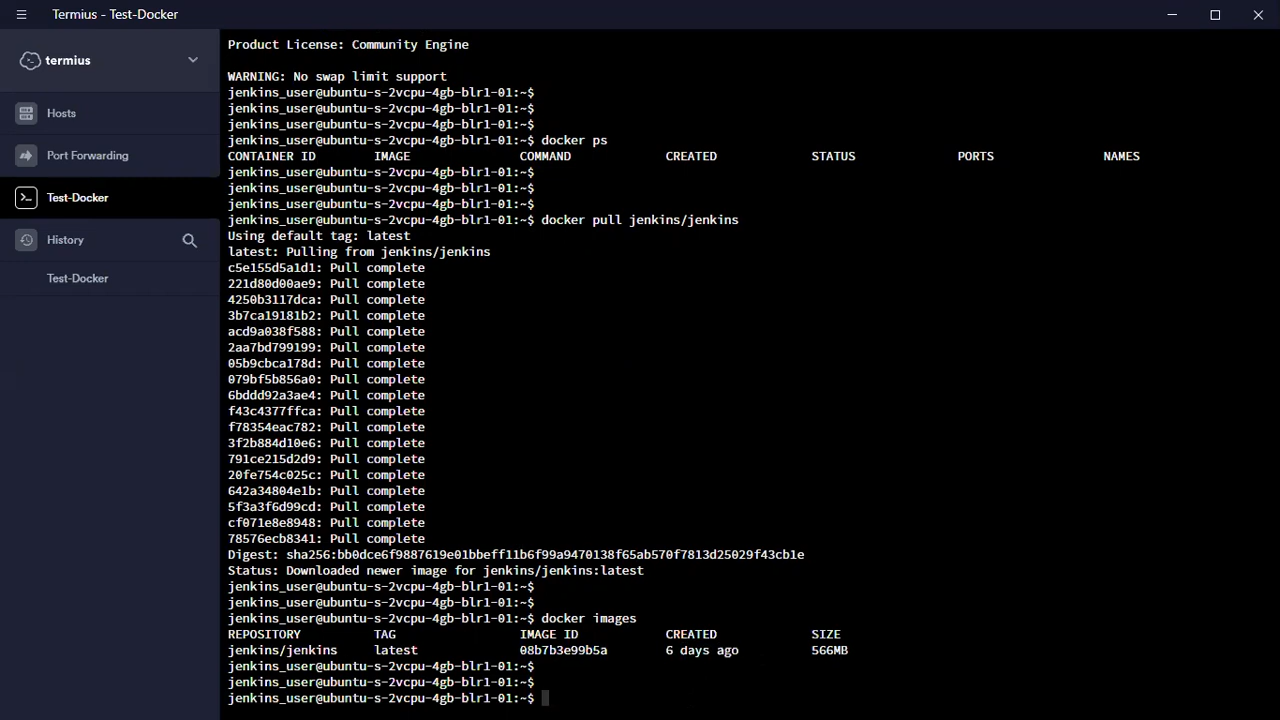 Termius - Test-Docker
termius
Hosts
Port Forwarding
Test-Docker
History
Test-Docker
Product License: Community Engine
WARNING: No swap limit support
jenkins_user@ubuntu-s-2vcpu-4gb-blr1-01:~$
jenkins_user@ubuntu-s-2vcpu-4gb-blr1-01:~$
jenkins_user@ubuntu-s-2vcpu-4gb-blr1-01:~$
jenkins_user@ubuntu-s-2vcpu-4gb-blr1-01:~$ docker ps
CONTAINER ID IMAGE COMMAND CREATED STATUS PORTS NAMES
jenkins_user@ubuntu-s-2vcpu-4gb-blr1-01:~$
jenkins_user@ubuntu-s-2vcpu-4gb-blr1-01:~$
jenkins_user@ubuntu-s-2vcpu-4gb-blr1-01:~$
jenkins_user@ubuntu-s-2vcpu-4gb-blr1-01:~$ docker pull jenkins/jenkins
Using default tag: latest
latest: Pulling from jenkins/jenkins
c5e155d5a1d1: Pull complete
221d80d00ae9: Pull complete
4250b3117dca: Pull complete
3b7ca19181b2: Pull complete
acd9a038f588: Pull complete
2aa7bd799199: Pull complete
05b9cbca178d: Pull complete
079bf5b856a0: Pull complete
6bddd92a3ae4: Pull complete
f43c4377ffca: Pull complete
f78354eac782: Pull complete
3f2b884d10e6: Pull complete
791ce215d2d9: Pull complete
20fe754c025c: Pull complete
642a34804e1b: Pull complete
5f3a3f6d99cd: Pull complete
cf071e8e8948: Pull complete
78576ecb8341: Pull complete
Digest: sha256:bb0dce6f9887619e01bbeff11b6f99a9470138f65ab570f7813d25029f43cb1e
Status: Downloaded newer image for jenkins/jenkins:latest
jenkins_user@ubuntu-s-2vcpu-4gb-blr1-01:~$
jenkins_user@ubuntu-s-2vcpu-4gb-blr1-01:~$
jenkins_user@ubuntu-s-2vcpu-4gb-blr1-01:~$ docker images
REPOSITORY TAG IMAGE ID CREATED SIZE
jenkins/jenkins latest 08b7b3e99b5a 6 days ago 566MB
jenkins_user@ubuntu-s-2vcpu-4gb-blr1-01:~$
jenkins_user@ubuntu-s-2vcpu-4gb-blr1-01:~$
jenkins_user@ubuntu-s-2vcpu-4gb-blr1-01:~$